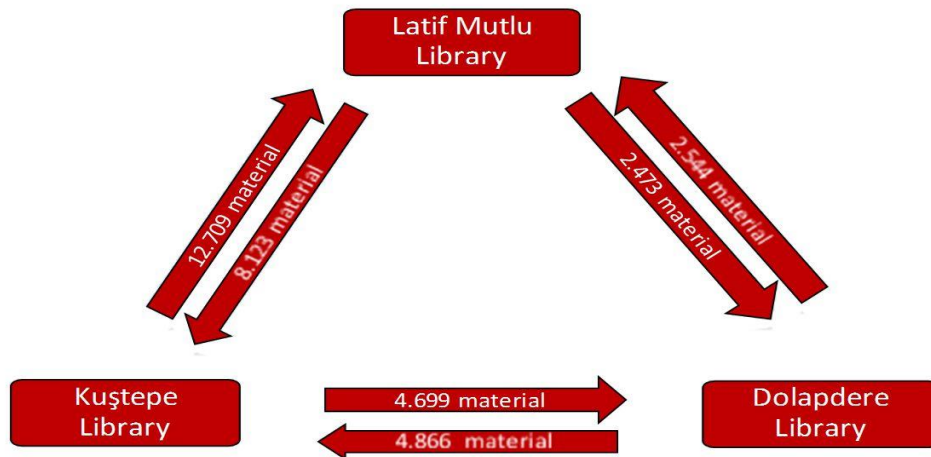 Latif Mutlu
Library
12.709 material
8.123 material
2.473 material
2.544 material
Kuştepe
Library
4.699 material
4.866 material
Dolapdere
Library